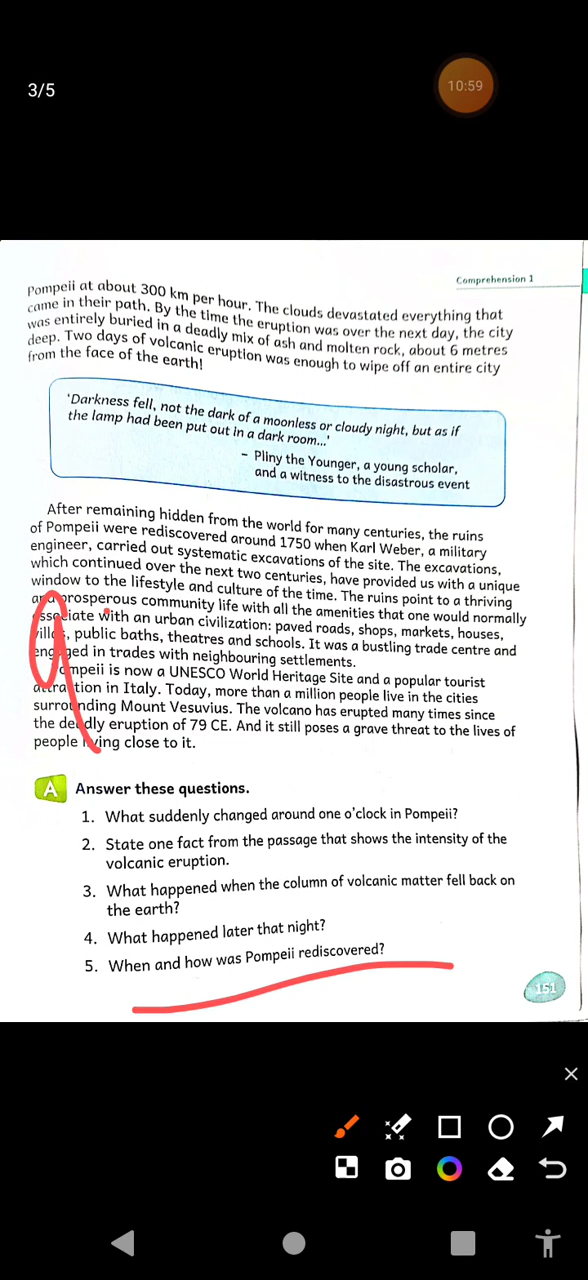 3/5
10:59
Comprehension 1
Pompeii at about 300 km per hour. The clouds devastated everything that
came in their path. By the time the eruption was over the next day, the city
was entirely buried in a deadly mix of ash and molten rock, about 6 metres
deep. Two days of volcanic eruption was enough to wipe off an entire city
from the face of the earth!
'Darkness fell, not the dark of a moonless or cloudy night, but as if
the lamp had been put out in a dark room...'
– Pliny the Younger, a young scholar,
and a witness to the disastrous event
After remaining hidden from the world for many centuries, the ruins
of Pompeii were rediscovered around 1750 when Karl Weber, a military
engineer, carried out systematic excavations of the site. The excavations,
which continued over the next two centuries, have provided us with a unique
window to the lifestyle and culture of the time. The ruins point to a thriving
and prosperous community life with all the amenities that one would normally
associate with an urban civilization: paved roads, shops, markets, houses,
villas, public baths, theatres and schools. It was a bustling trade centre and
engaged in trades with neighbouring settlements.
Pompeii is now a UNESCO World Heritage Site and a popular tourist
attraction in Italy. Today, more than a million people live in the cities
surrounding Mount Vesuvius. The volcano has erupted many times since
the deadly eruption of 79 CE. And it still poses a grave threat to the lives of
people living close to it.
A Answer these questions.
1. What suddenly changed around one o'clock in Pompeii?
2. State one fact from the passage that shows the intensity of the
volcanic eruption.
3. What happened when the column of volcanic matter fell back on
the earth?
4. What happened later that night?
5. When and how was Pompeii rediscovered?
151